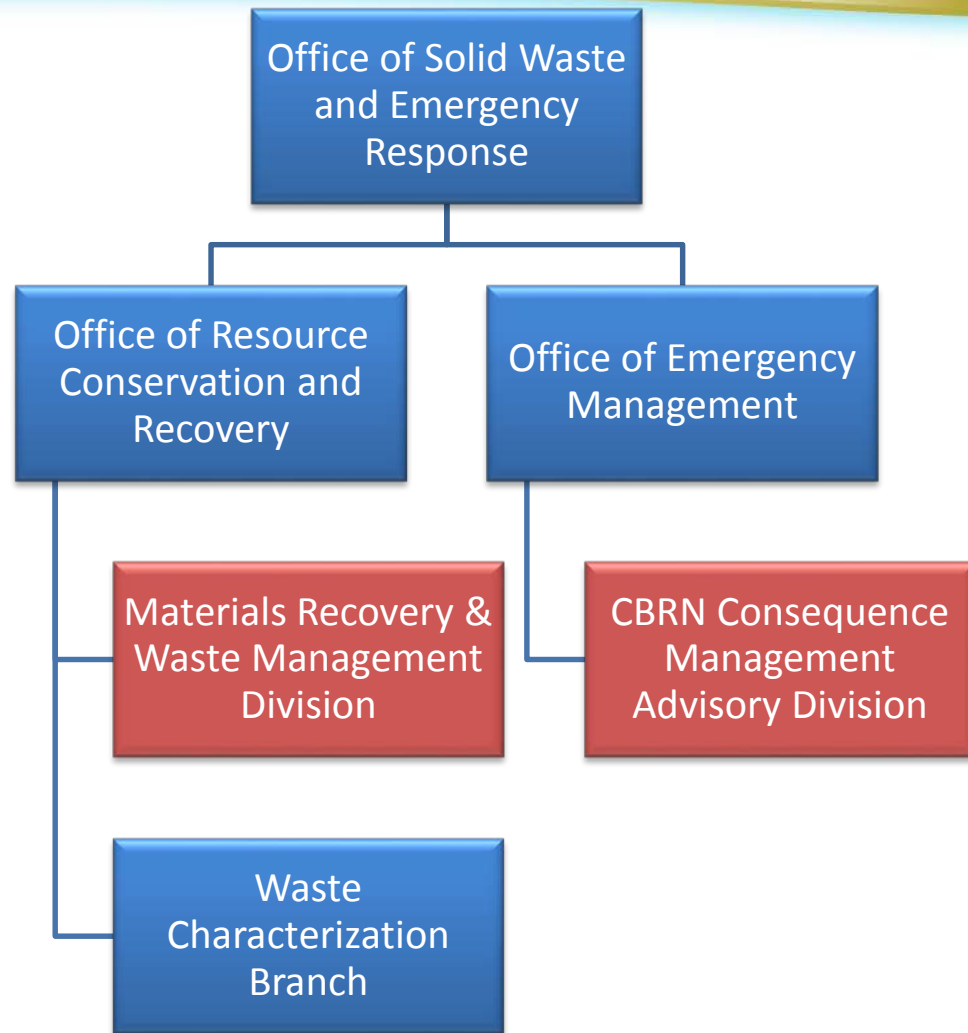 Office of Solid Waste
and Emergency
Response
Office of Resource
Conservation and
Recovery
Office of Emergency
Management
Materials Recovery &
Waste Management
Division
CBRN Consequence
Management
Advisory Division
Waste
Characterization
Branch